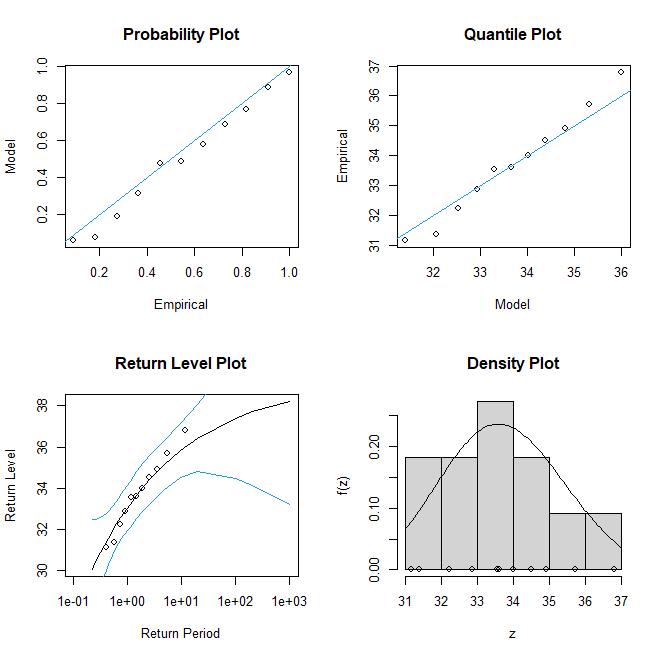 Probability Plot
Model
0.2 0.4 0.6 0.8 1.0
0.2 0.4 0.6 0.8 1.0
Empirical
Quantile Plot
Empirical
31 32 33 34 35 36 37
32 33 34 35 36
Model
Return Level Plot
Return Level
30 32 34 36 38
1e-01 1e+00 1e+01 1e+02 1e+03
Return Period
Density Plot
f(z)
0.00 0.10 0.20
31 32 33 34 35 36 37
z